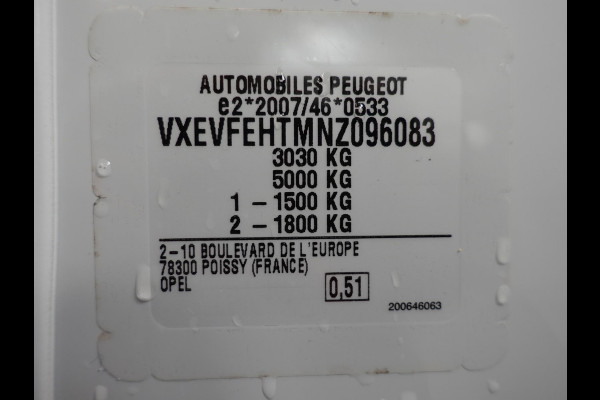 AUTOMOBILES PEUGEOT
e2*2007/46*0533
VXEVFEHTMNZ096083
3030 KG
5000 KG
1 – 1500 KG
2 – 1800 KG
2–10 BOULEVARD DE L'EUROPE
78300 POISSY (FRANCE)
OPEL
0,51
200646063